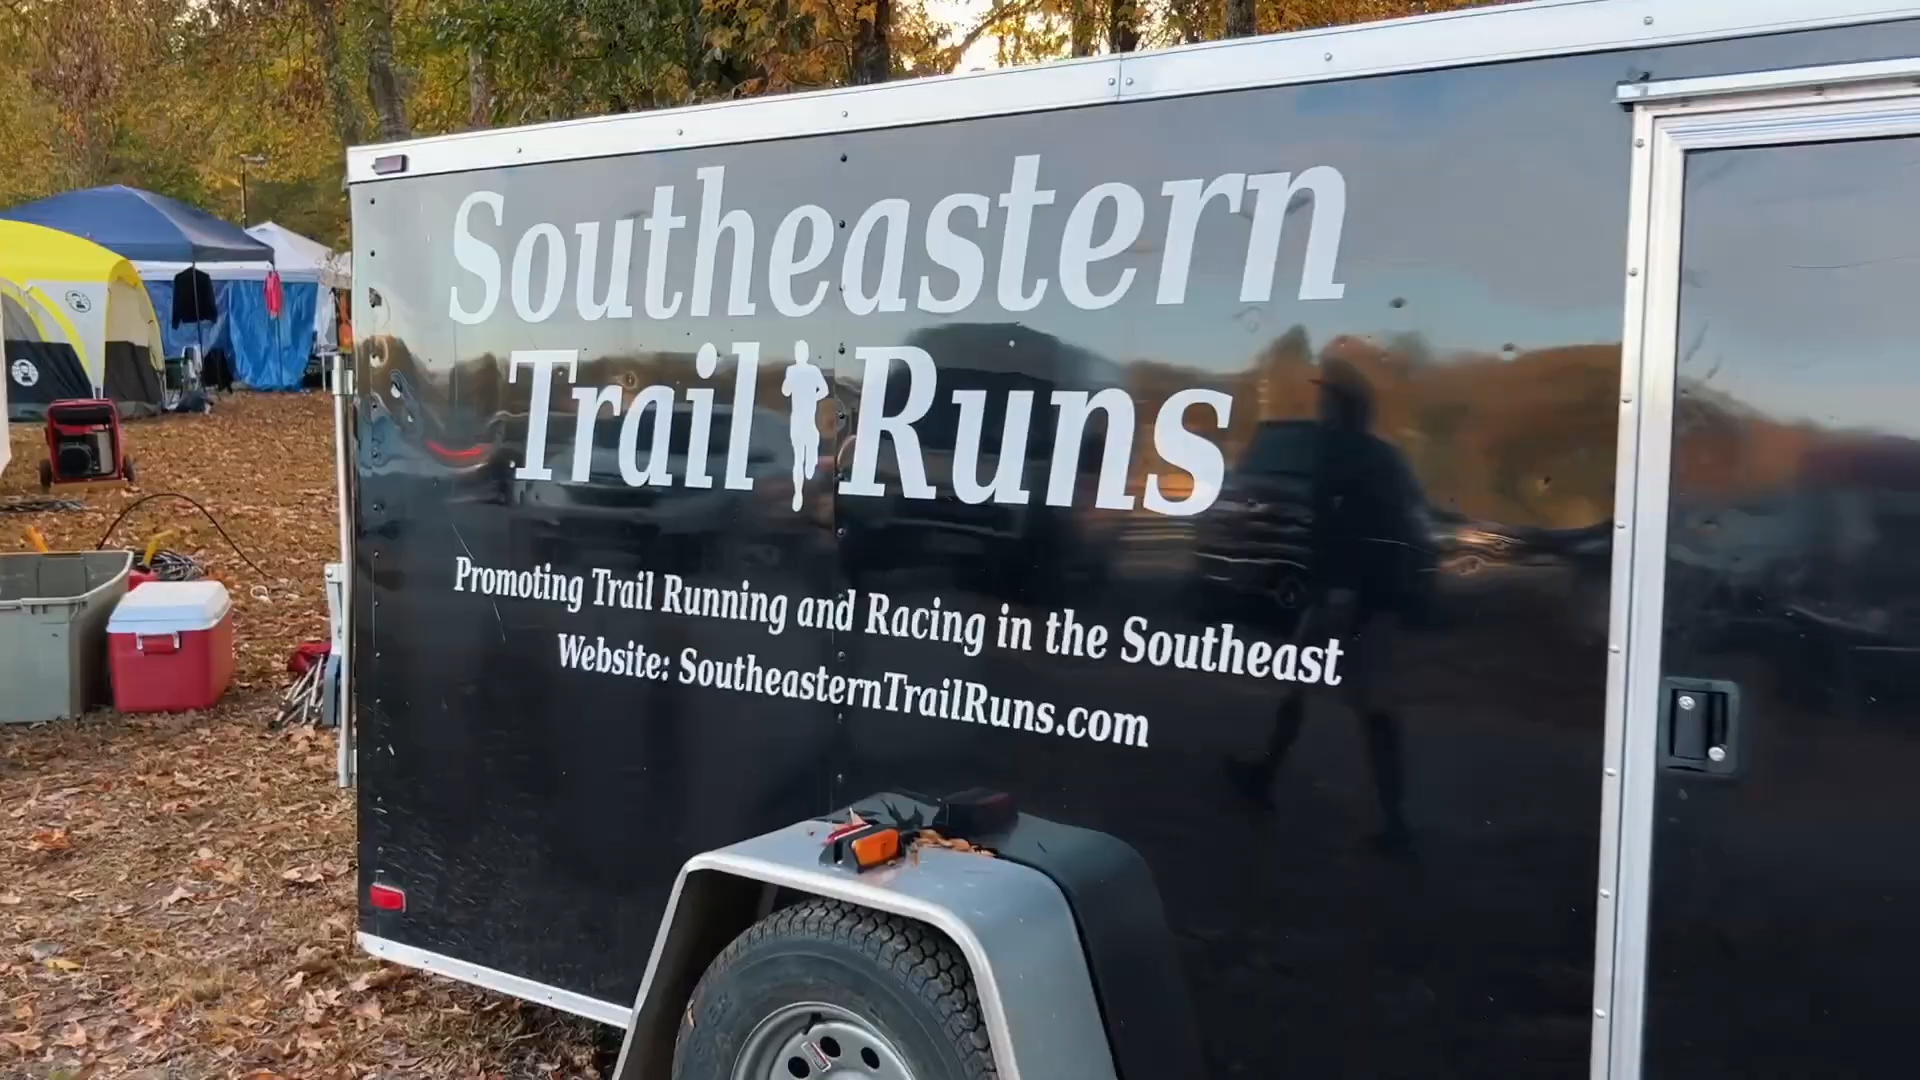 Southeastern
Trail Runs
Promoting Trail Running and Racing in the Southeast
Website: SoutheasternTrailRuns.com